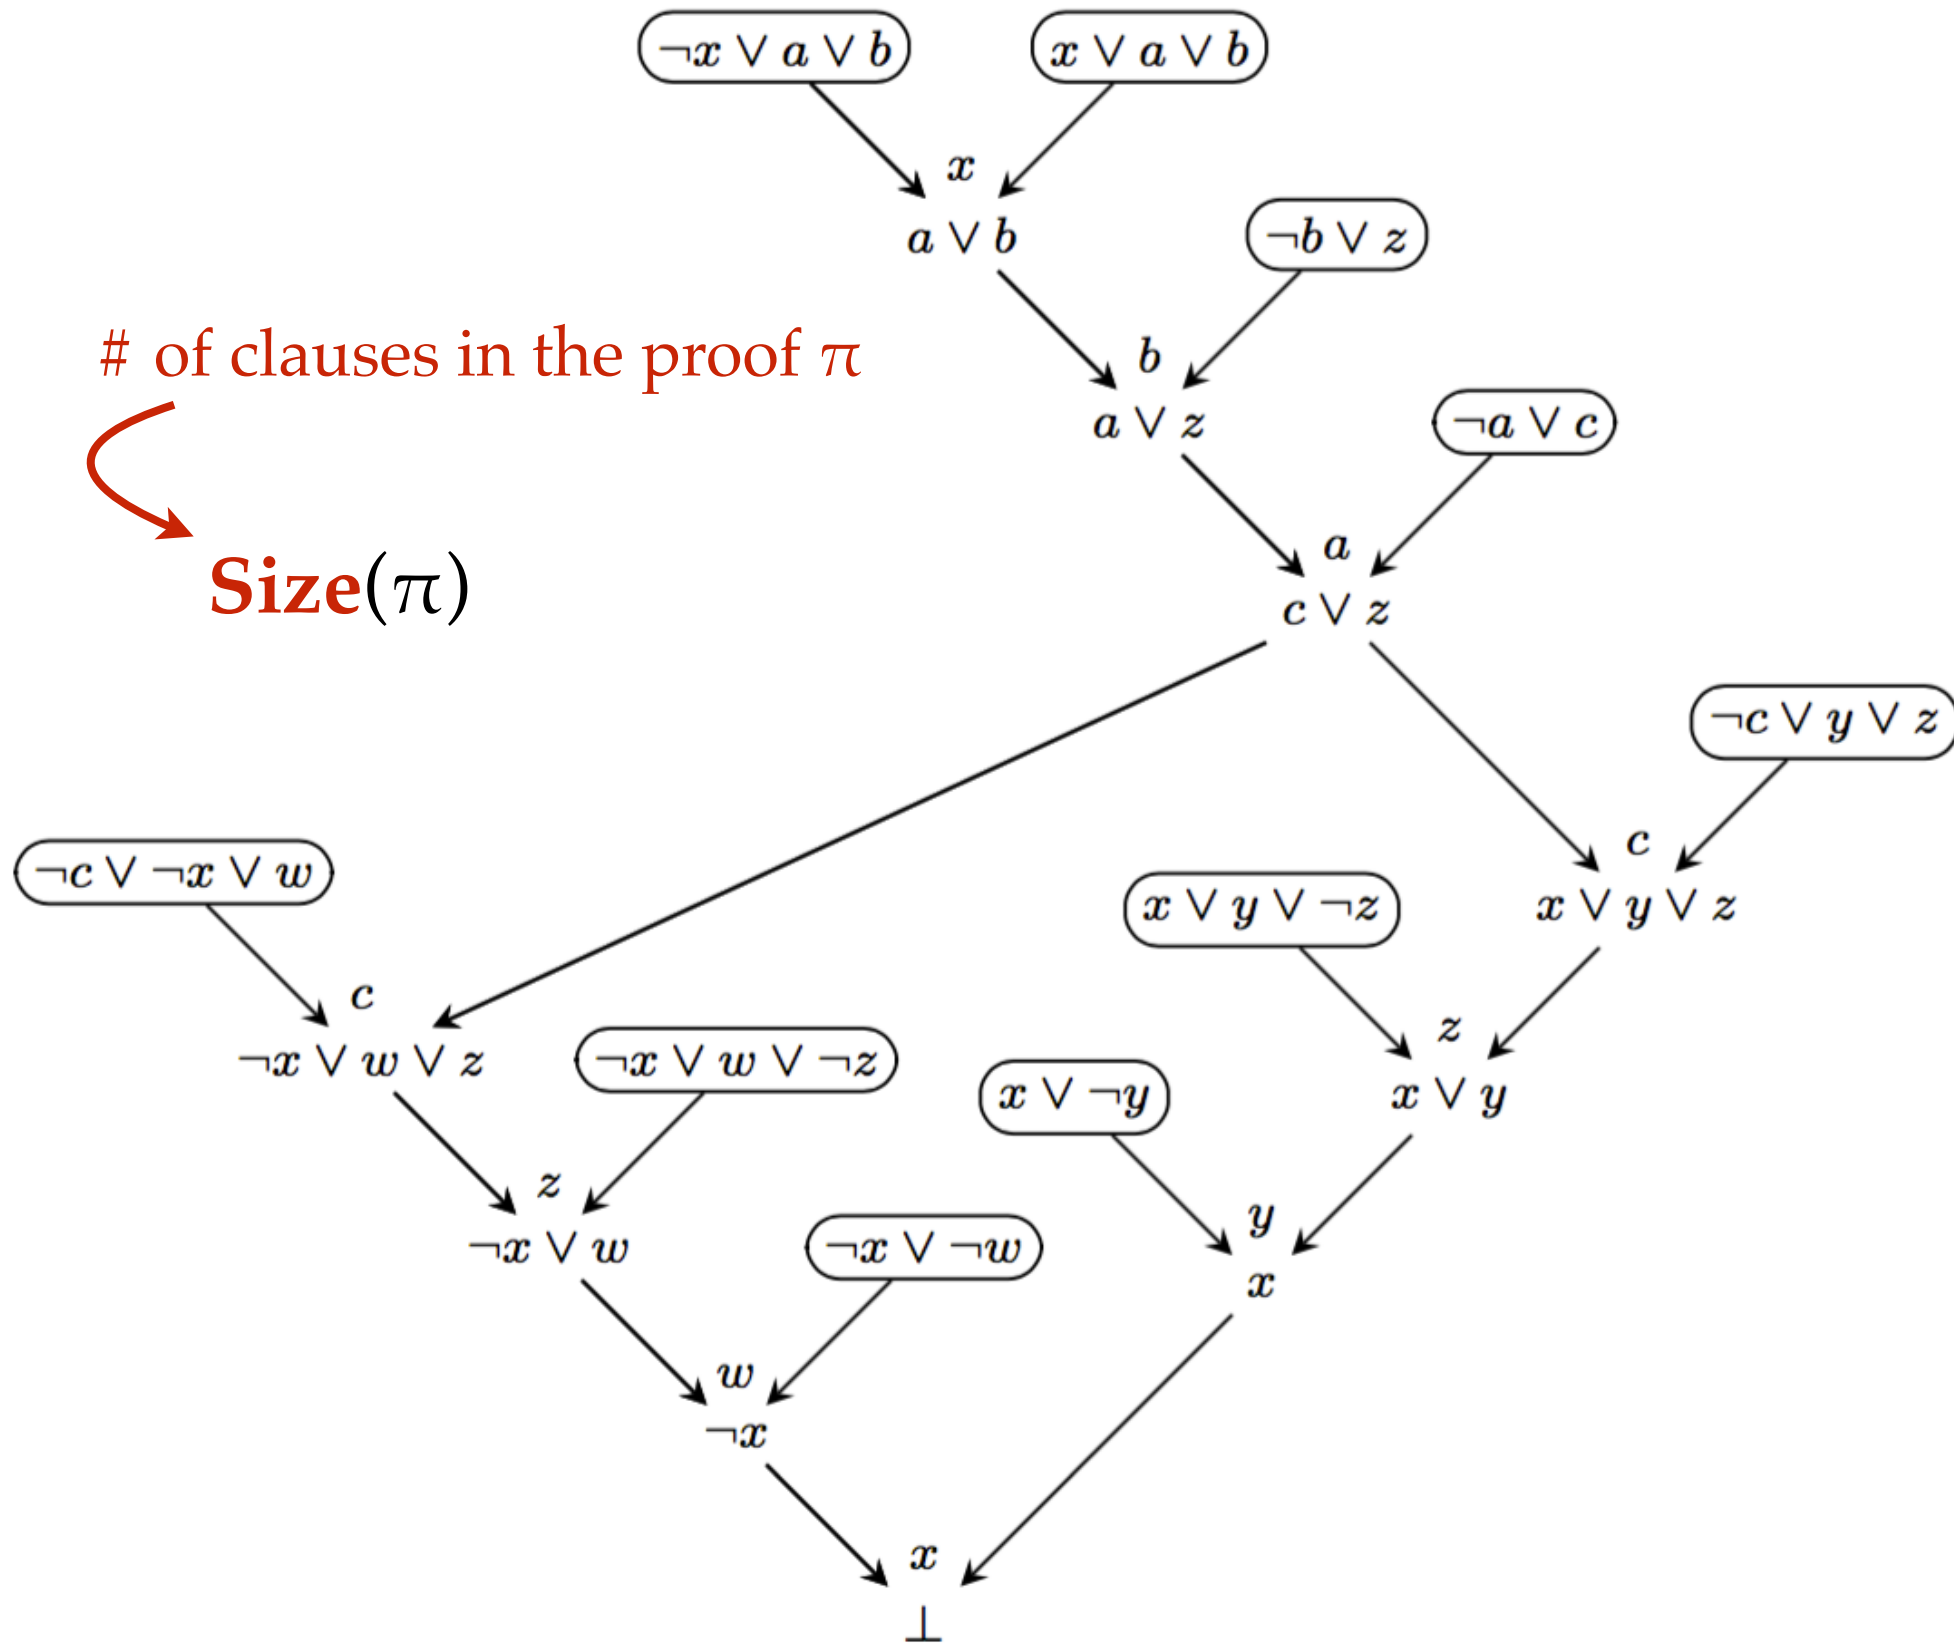 ¬x ∨ a ∨ b
x ∨ a ∨ b
x
a ∨ b
¬b ∨ z
# of clauses in the proof π
b
a ∨ z
¬a ∨ c
Size(π)
a
c ∨ z
¬c ∨ y ∨ z
c
¬c ∨ ¬x ∨ w
x ∨ y ∨ ¬z
x ∨ y ∨ z
c
¬x ∨ w ∨ z
¬x ∨ w ∨ ¬z
z
x ∨ ¬y
x ∨ y
z
¬x ∨ w
¬x ∨ ¬w
y
x
w
¬x
x
⊥